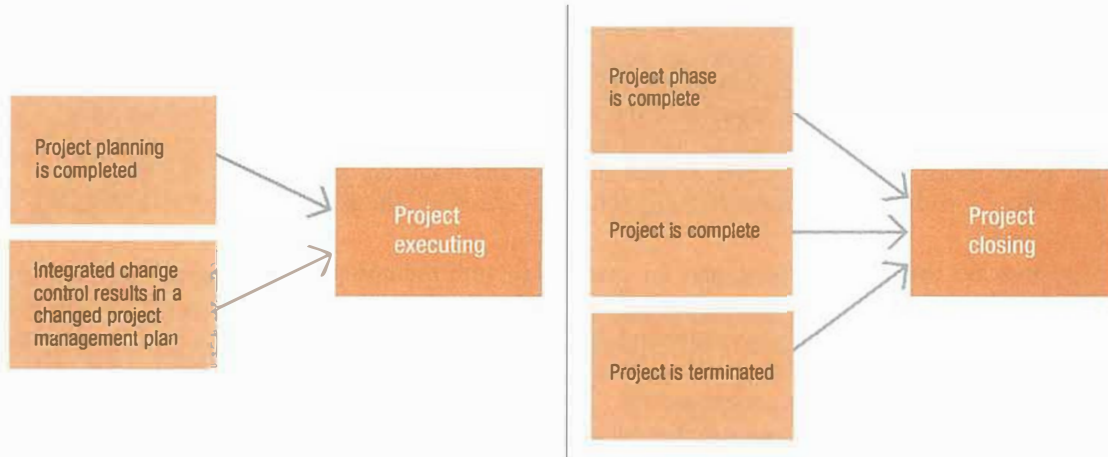 Project planning
is completed
Integrated change
control results in a
changed project
management plan
Project
executing
Project phase
is complete
Project is complete
Project is terminated
Project
closing